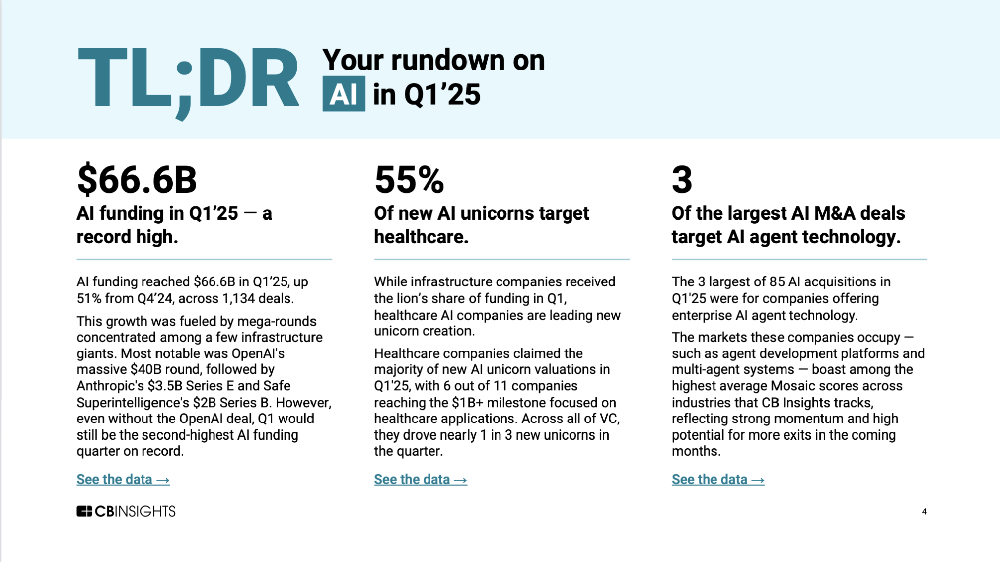 TL;DR
Your rundown on
AI in Q1’25
$66.6B
AI funding in Q1’25 — a
record high.
AI funding reached $66.6B in Q1’25, up
51% from Q4’24, across 1,134 deals.
This growth was fueled by mega-rounds
concentrated among a few infrastructure
giants. Most notable was OpenAI's
massive $40B round, followed by
Anthropic's $3.5B Series E and Safe
Superintelligence's $2B Series B. However,
even without the OpenAI deal, Q1 would
still be the second-highest AI funding
quarter on record.
See the data →
55%
Of new AI unicorns target
healthcare.
While infrastructure companies received
the lion’s share of funding in Q1,
healthcare AI companies are leading new
unicorn creation.
Healthcare companies claimed the
majority of new AI unicorn valuations in
Q1'25, with 6 out of 11 companies
reaching the $1B+ milestone focused on
healthcare applications. Across all of VC,
they drove nearly 1 in 3 new unicorns in
the quarter.
See the data →
3
Of the largest AI M&A deals
target AI agent technology.
The 3 largest of 85 AI acquisitions in
Q1'25 were for companies offering
enterprise AI agent technology.
The markets these companies occupy —
such as agent development platforms and
multi-agent systems — boast among the
highest average Mosaic scores across
industries that CB Insights tracks,
reflecting strong momentum and high
potential for more exits in the coming
months.
See the data →
CBINSIGHTS
4